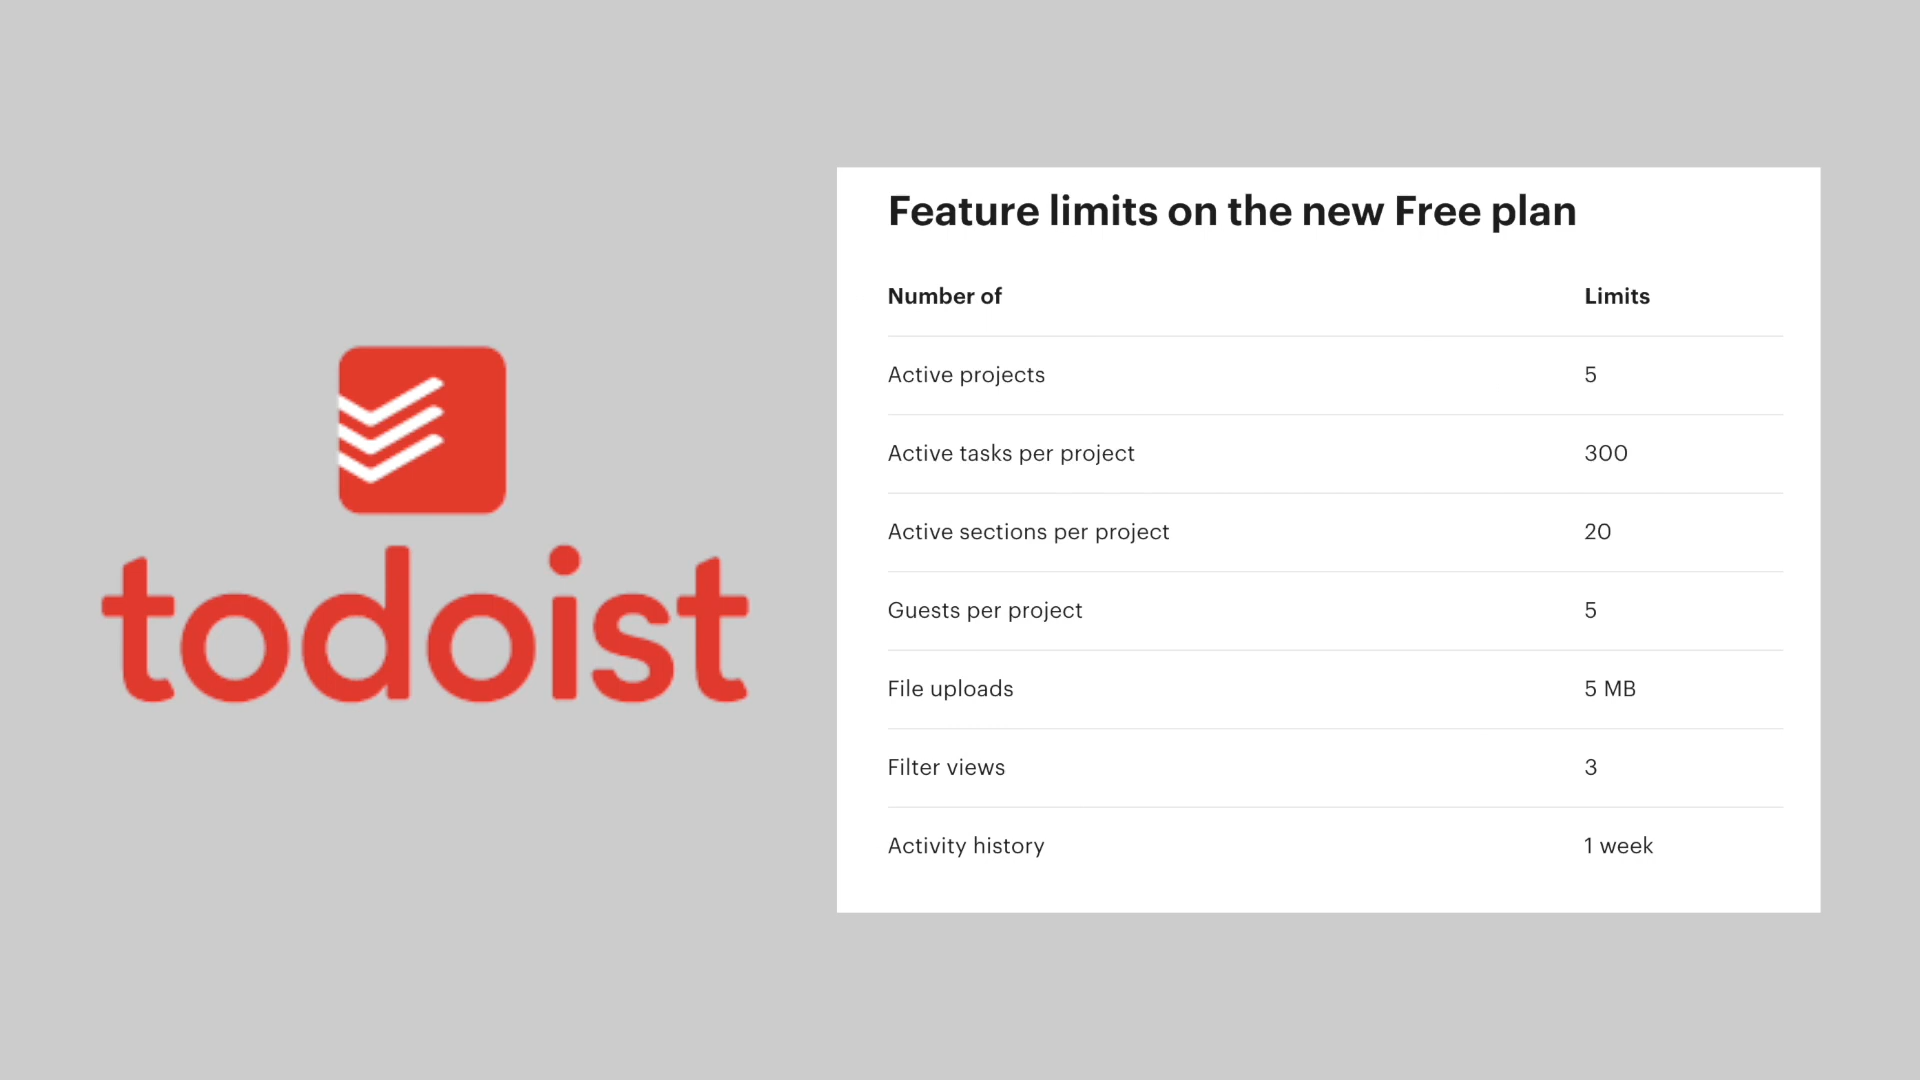 todoist
Feature limits on the new Free plan
Number of Limits
Active projects 5
Active tasks per project 300
Active sections per project 20
Guests per project 5
File uploads 5 MB
Filter views 3
Activity history 1 week